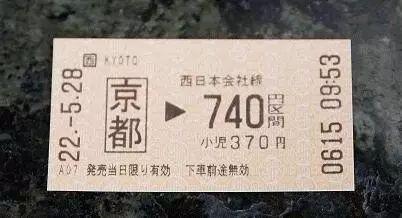 22.-5.28
西 KYOTO
京都
▶
西日本会社線
740円区間
小児370円
0615 09:53
A07 発売当日限り有効 下車前途無効